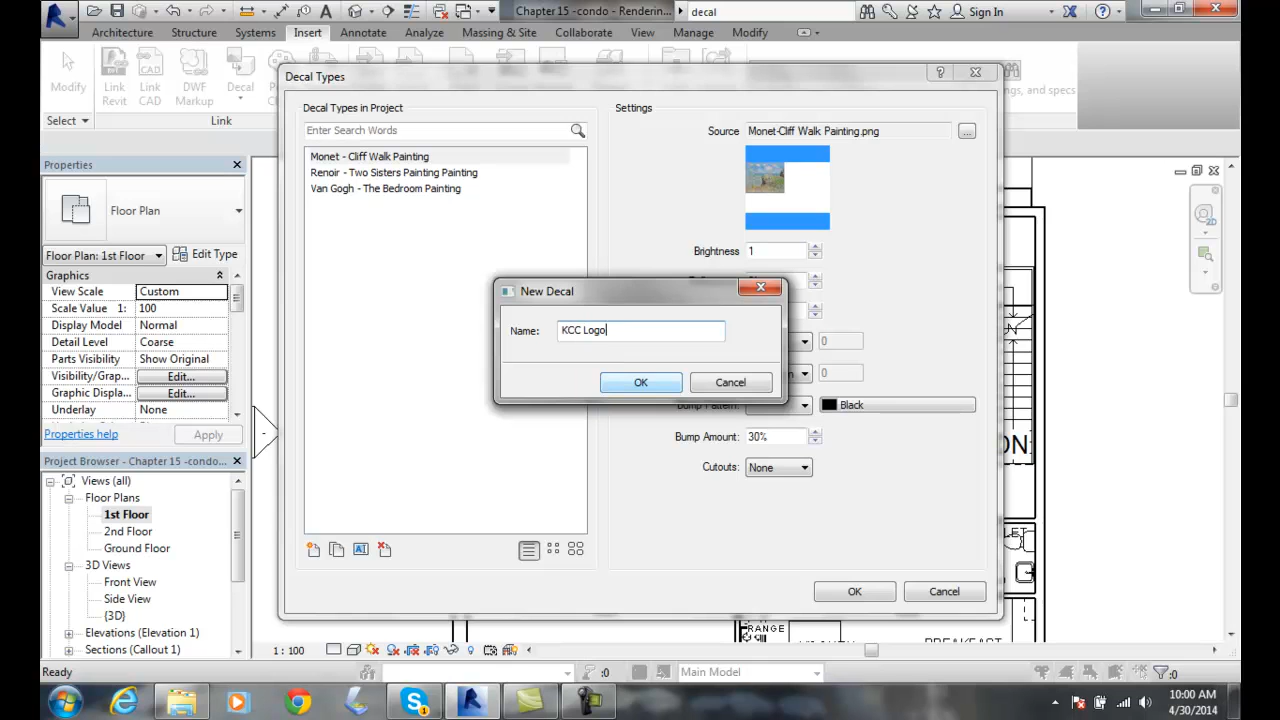 Chapter 15 -condo - Renderin...
decal
Sign In
Architecture
Structure
Systems
Insert
Annotate
Analyze
Massing & Site
Collaborate
View
Manage
Modify
Modify
Link
Revit
Link
CAD
DWF
Markup
Decal
Select
Link
Decal Types
Decal Types in Project
Enter Search Words
Monet - Cliff Walk Painting
Renoir - Two Sisters Painting Painting
Van Gogh - The Bedroom Painting
Settings
Source
Monet-Cliff Walk Painting.png
...
Brightness
1
New Decal
Name:
KCC Logo
OK
Cancel
0
0
Bump Pattern:
Black
Bump Amount:
30%
Cutouts:
None
OK
Cancel
ngs, and specs
Properties
Floor Plan
Floor Plan: 1st Floor
Edit Type
Graphics
View Scale
Custom
Scale Value 1:
100
Display Model
Normal
Detail Level
Coarse
Parts Visibility
Show Original
Visibility/Grap...
Edit...
Graphic Displa...
Edit...
Underlay
None
Properties help
Apply
Project Browser - Chapter 15 -condo...
Views (all)
Floor Plans
1st Floor
2nd Floor
Ground Floor
3D Views
Front View
Side View
{3D}
Elevations (Elevation 1)
Sections (Callout 1)
RANGE
BREAKFAST
1 : 100
Ready
:0
Main Model
:0
10:00 AM
4/30/2014